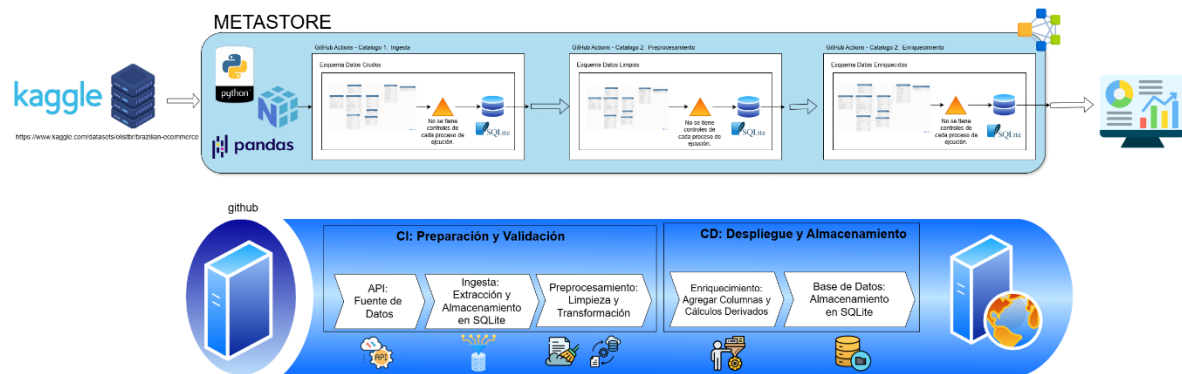 METASTORE
GitHub Actions - Catalogo 1: Ingesta
GitHub Actions - Catalogo 2: Preprocesamiento
GitHub Actions - Catalogo 2: Enriquecimiento
Esquema Datos Crudos
Esquema Datos Limpios
Esquema Datos Enriquecidos
kaggle
https://www.kaggle.com/datasets/olistbr/brazilian-ecommerce
python
pandas
No se tiene
controles de
cada proceso de
ejcución.
SQLite
No se tiene
controles de
cada proceso de
ejcución.
SQLite
No se tiene
controles de
cada proceso de
ejcución.
SQLite
github
CI: Preparación y Validación
CD: Despliegue y Almacenamiento
API:
Fuente de
Datos
Ingesta:
Extracción y
Almacenamiento
en SQLite
Preprocesamiento:
Limpieza y
Transformación
Enriquecimiento:
Agregar Columnas y
Cálculos Derivados
Base de Datos:
Almacenamiento
en SQLite
API